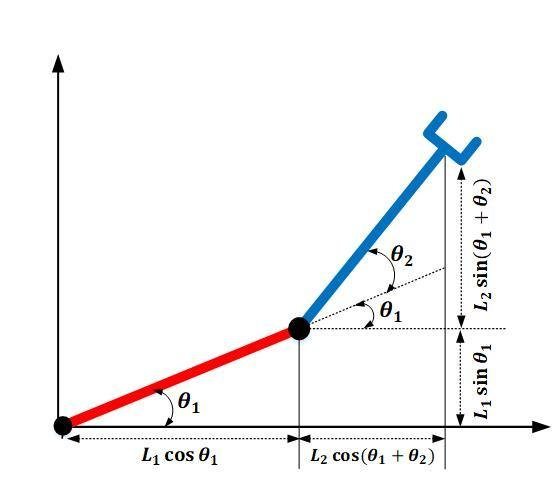 θ₂
θ₁
θ₁
L₂ sin(θ₁ + θ₂)
L₁ sin θ₁
L₁ cos θ₁
L₂ cos(θ₁ + θ₂)